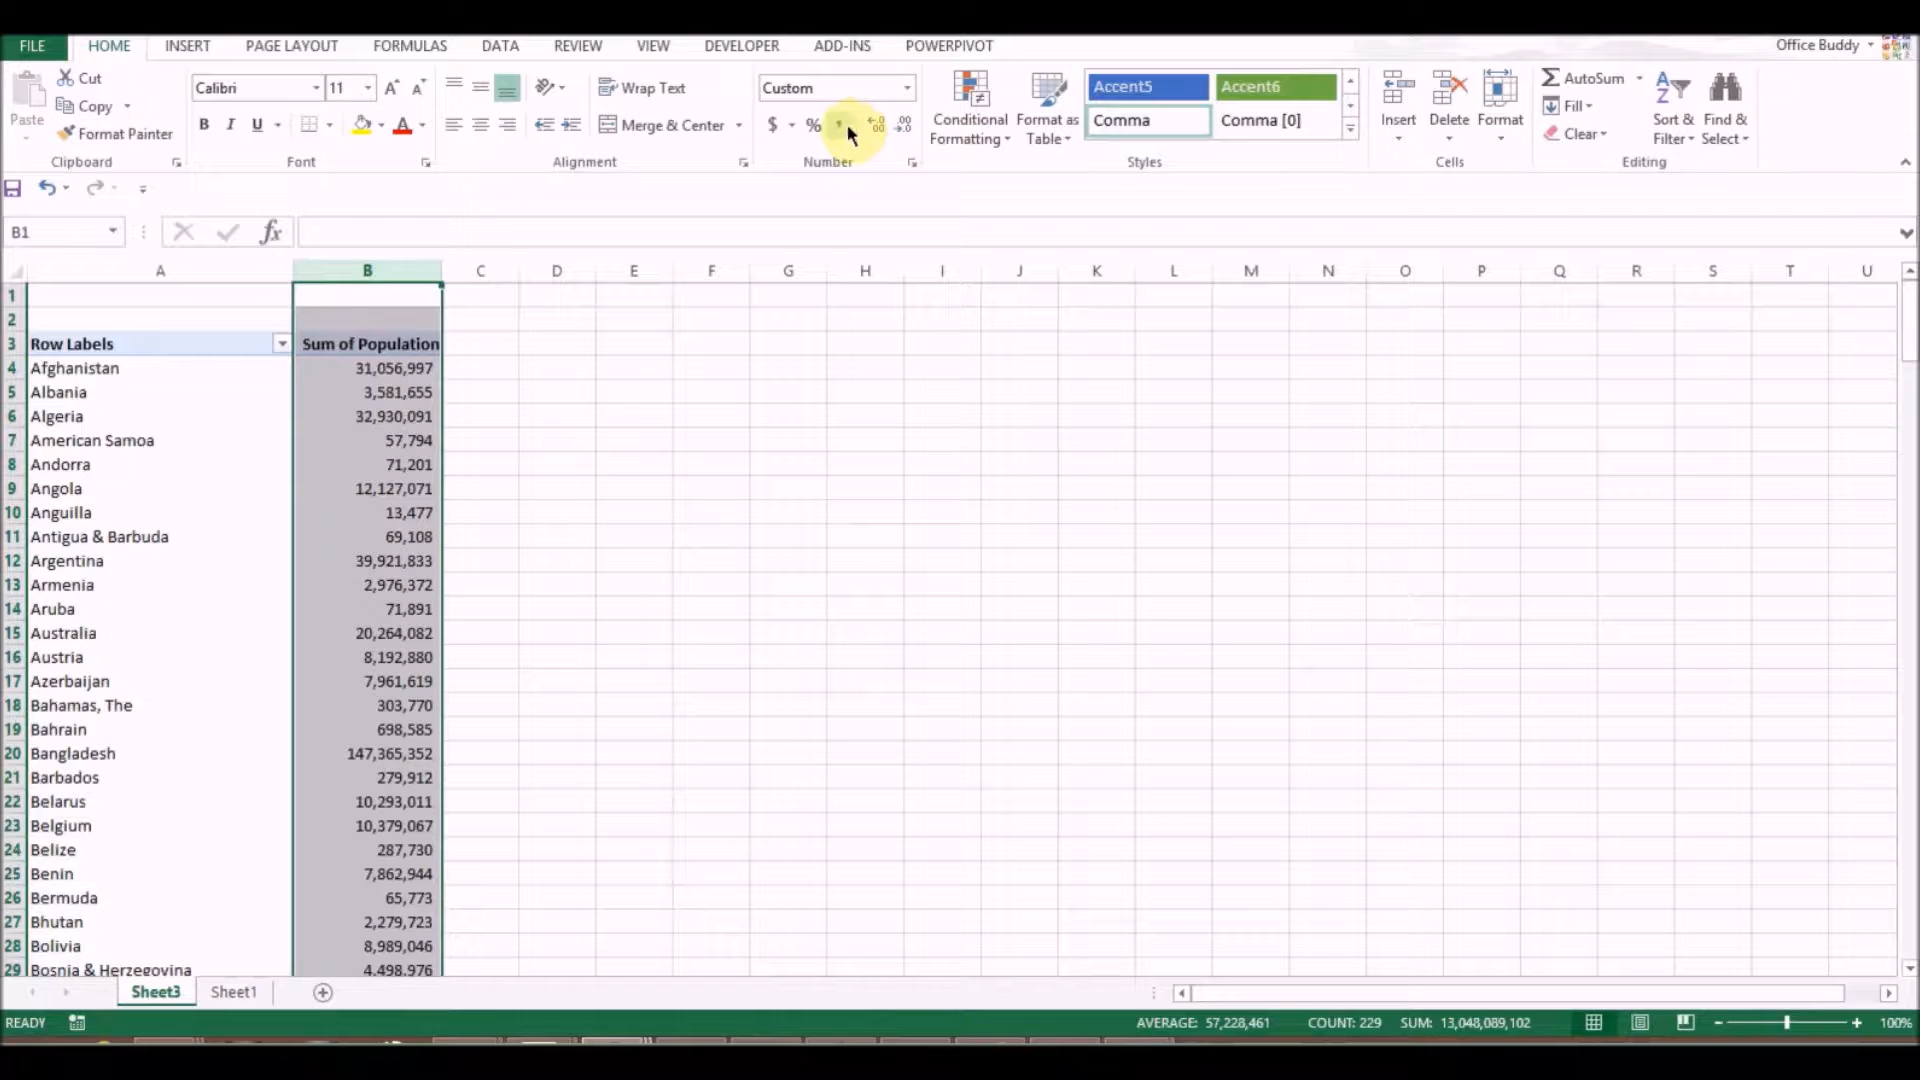 FILE HOME INSERT PAGE LAYOUT FORMULAS DATA REVIEW VIEW DEVELOPER ADD-INS POWERPIVOT Office Buddy
Paste Cut Copy Format Painter Clipboard
Calibri 11 B I U Font
Wrap Text Merge & Center Alignment
Custom $ % Number
Conditional Formatting Format as Table Accent5 Accent6 Comma Comma [0] Styles
Insert Delete Format Cells
AutoSum Fill Clear Sort & Filter Find & Select Editing
B1 fx
A B C D E F G H I J K L M N O P Q R S T U
1
2
3 Row Labels Sum of Population
4 Afghanistan 31,056,997
5 Albania 3,581,655
6 Algeria 32,930,091
7 American Samoa 57,794
8 Andorra 71,201
9 Angola 12,127,071
10 Anguilla 13,477
11 Antigua & Barbuda 69,108
12 Argentina 39,921,833
13 Armenia 2,976,372
14 Aruba 71,891
15 Australia 20,264,082
16 Austria 8,192,880
17 Azerbaijan 7,961,619
18 Bahamas, The 303,770
19 Bahrain 698,585
20 Bangladesh 147,365,352
21 Barbados 279,912
22 Belarus 10,293,011
23 Belgium 10,379,067
24 Belize 287,730
25 Benin 7,862,944
26 Bermuda 65,773
27 Bhutan 2,279,723
28 Bolivia 8,989,046
29 Bosnia & Herzegovina 4,498,976
Sheet3 Sheet1
READY AVERAGE: 57,228,461 COUNT: 229 SUM: 13,048,089,102 100%